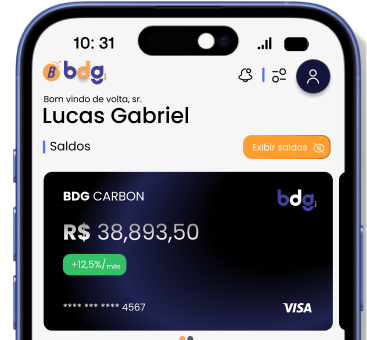 10: 31
B bdg
Bom vindo de volta, sr.
Lucas Gabriel
Saldos
Exibir saldos
BDG CARBON
bdg
R$ 38,893,50
+12,5%/mês
**** *** **** 4567
VISA